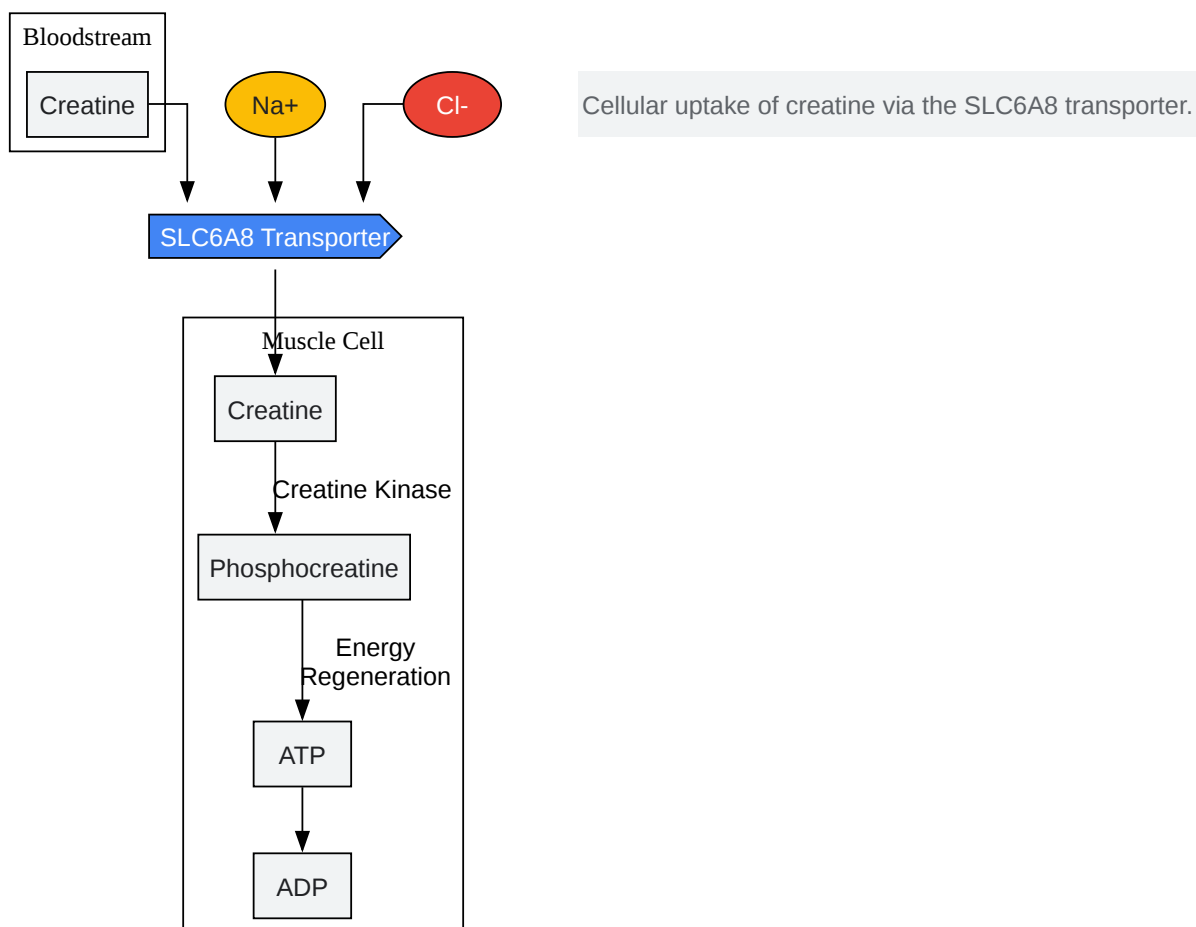 Bloodstream
Creatine
Na+
Cl-
Cellular uptake of creatine via the SLC6A8 transporter.
SLC6A8 Transporter
Muscle Cell
Creatine
Creatine Kinase
Phosphocreatine
Energy
Regeneration
ATP
ADP